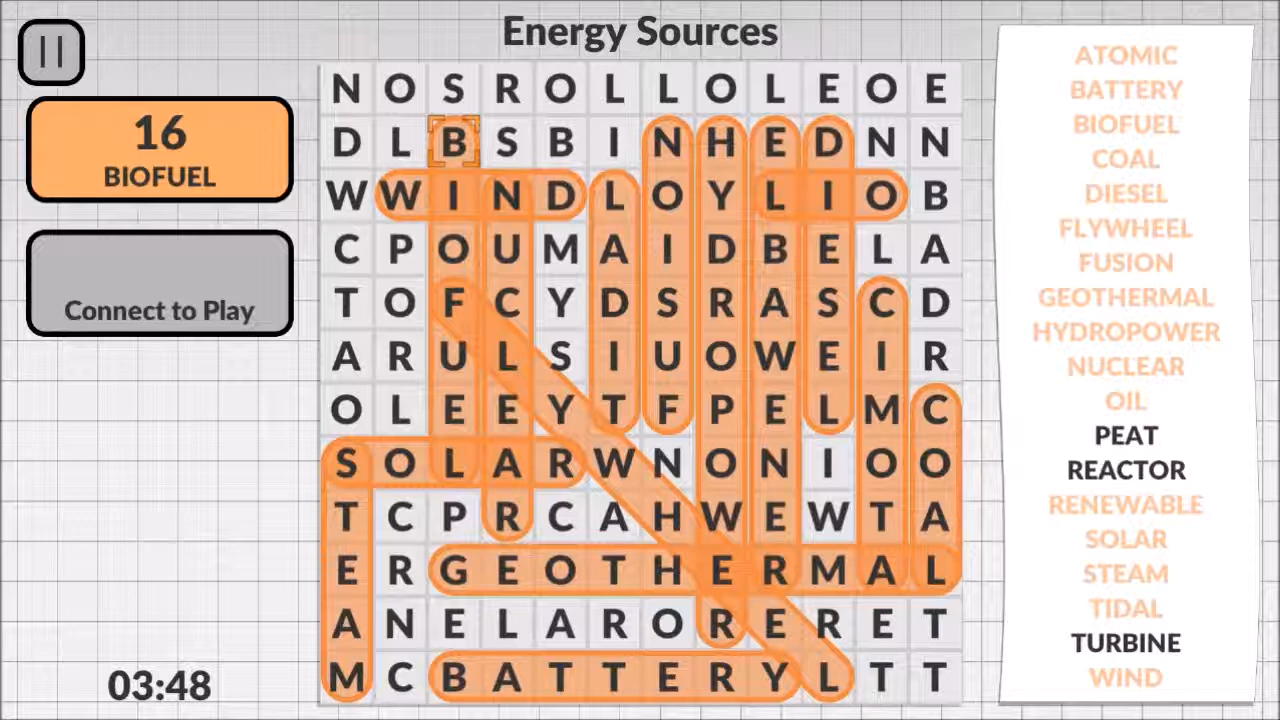 Energy Sources
16
BIOFUEL
Connect to Play
03:48
N O S R O L L O L E O E
D L B S B I N H E D N N
W W I N D L O Y L I O B
C P O U M A I D B E L A
T O F C Y D S R A S C D
A R U L S I U O W E I R
O L E E Y T F P E L M C
S O L A R W N O N I O O
T C P R C A H W E W T A
E R G E O T H E R M A L
A N E L A R O R E R E T
M C B A T T E R Y L T T
ATOMIC
BATTERY
BIOFUEL
COAL
DIESEL
FLYWHEEL
FUSION
GEOTHERMAL
HYDROPOWER
NUCLEAR
OIL
PEAT
REACTOR
RENEWABLE
SOLAR
STEAM
TIDAL
TURBINE
WIND